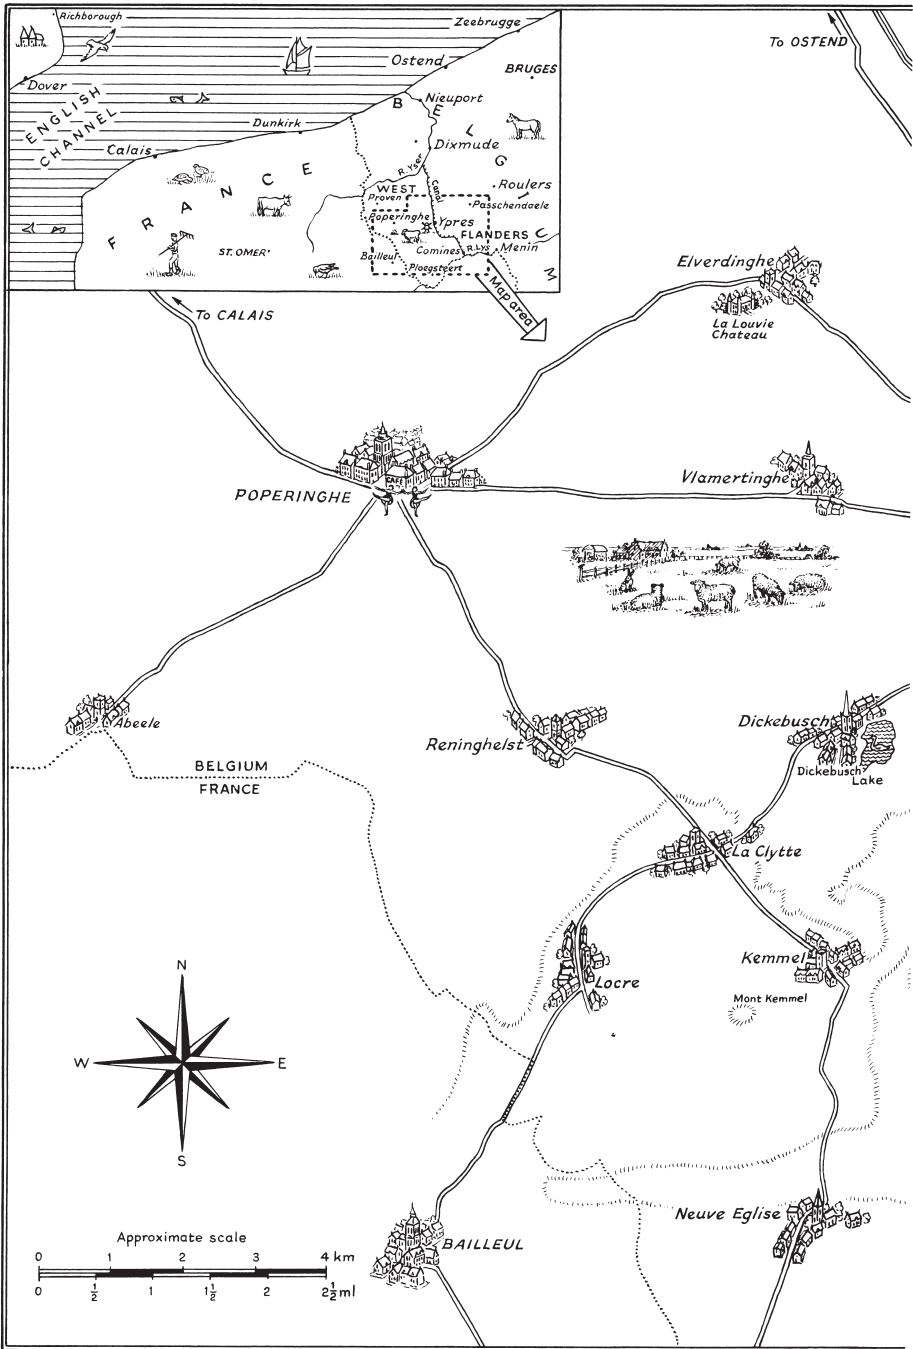 Richborough
Zeebrugge
Ostend
To OSTEND
BRUGES
Dover
ENGLISH
CHANNEL
B E L G I U M
Nieuport
Dunkirk
Dixmude
Calais
FRANCE
R. Yser
Canal
Roulers
WEST
Proven
Passchendaele
Poperinghe
Ypres
FLANDERS
ST. OMER
Bailleul
Comines
R. Lys
Menin
Ploegsteert
Map area
Elverdinghe
To CALAIS
La Louvie
Chateau
CAFÉ
Vlamertinghe
POPERINGHE
Abeele
Reninghelst
Dickebusch
Dickebusch
Lake
BELGIUM
FRANCE
La Clytte
Kemmel
Locre
Mont Kemmel
N
W E
S
Neuve Eglise
Approximate scale
BAILLEUL
0 1 2 3 4 km
0 ½ 1 1½ 2 2½ ml